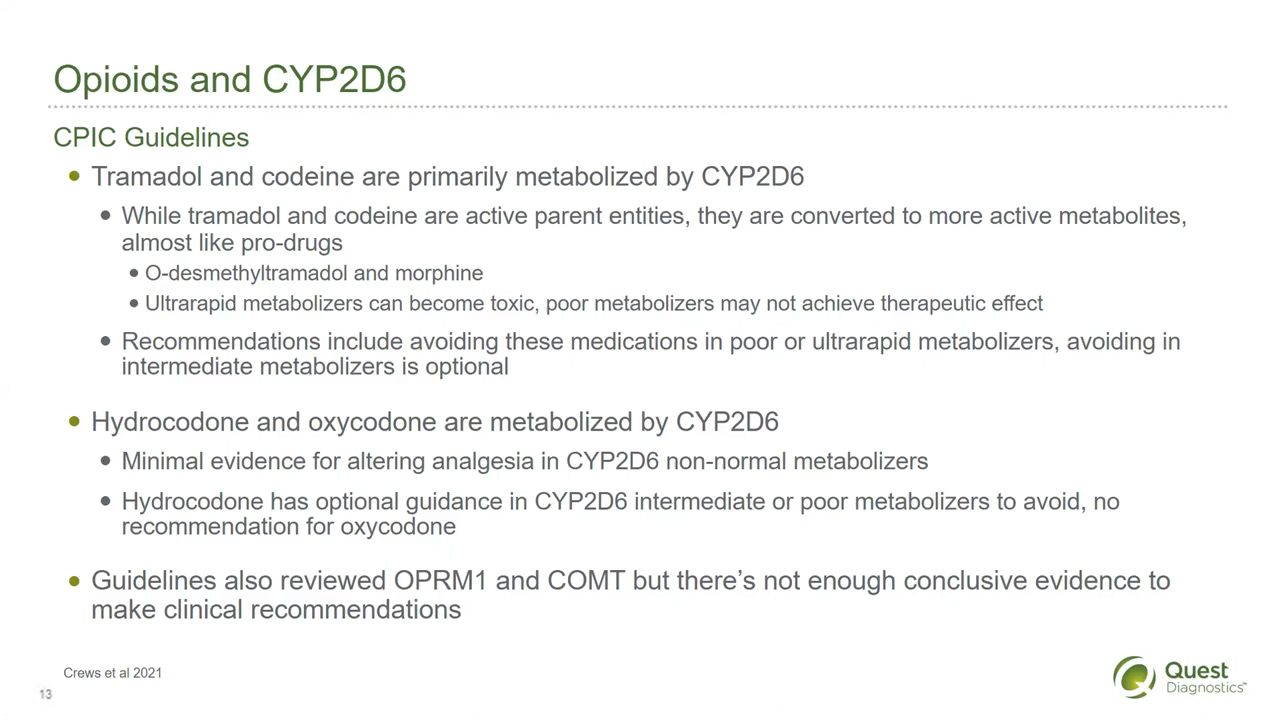 Opioids and CYP2D6
CPIC Guidelines
• Tramadol and codeine are primarily metabolized by CYP2D6
• While tramadol and codeine are active parent entities, they are converted to more active metabolites,
almost like pro-drugs
• O-desmethyltramadol and morphine
• Ultrarapid metabolizers can become toxic, poor metabolizers may not achieve therapeutic effect
• Recommendations include avoiding these medications in poor or ultrarapid metabolizers, avoiding in
intermediate metabolizers is optional
• Hydrocodone and oxycodone are metabolized by CYP2D6
• Minimal evidence for altering analgesia in CYP2D6 non-normal metabolizers
• Hydrocodone has optional guidance in CYP2D6 intermediate or poor metabolizers to avoid, no
recommendation for oxycodone
• Guidelines also reviewed OPRM1 and COMT but there’s not enough conclusive evidence to
make clinical recommendations
Crews et al 2021
13
Quest
Diagnostics™